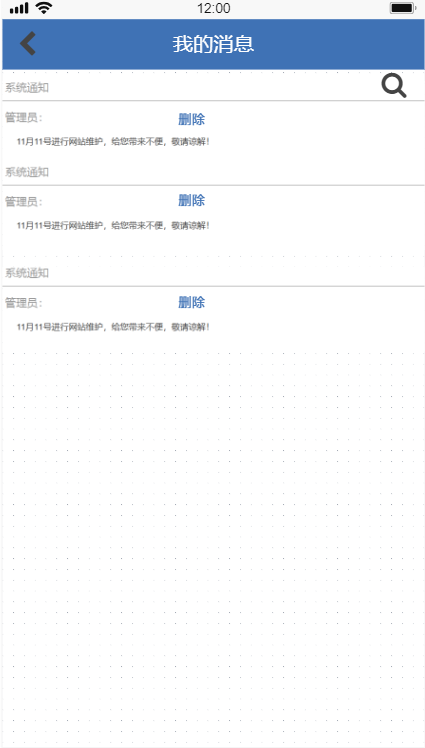 12:00
我的消息
系统通知
管理员：
删除
11月11号进行网站维护，给您带来不便，敬请谅解！
系统通知
管理员：
删除
11月11号进行网站维护，给您带来不便，敬请谅解！
系统通知
管理员：
删除
11月11号进行网站维护，给您带来不便，敬请谅解！